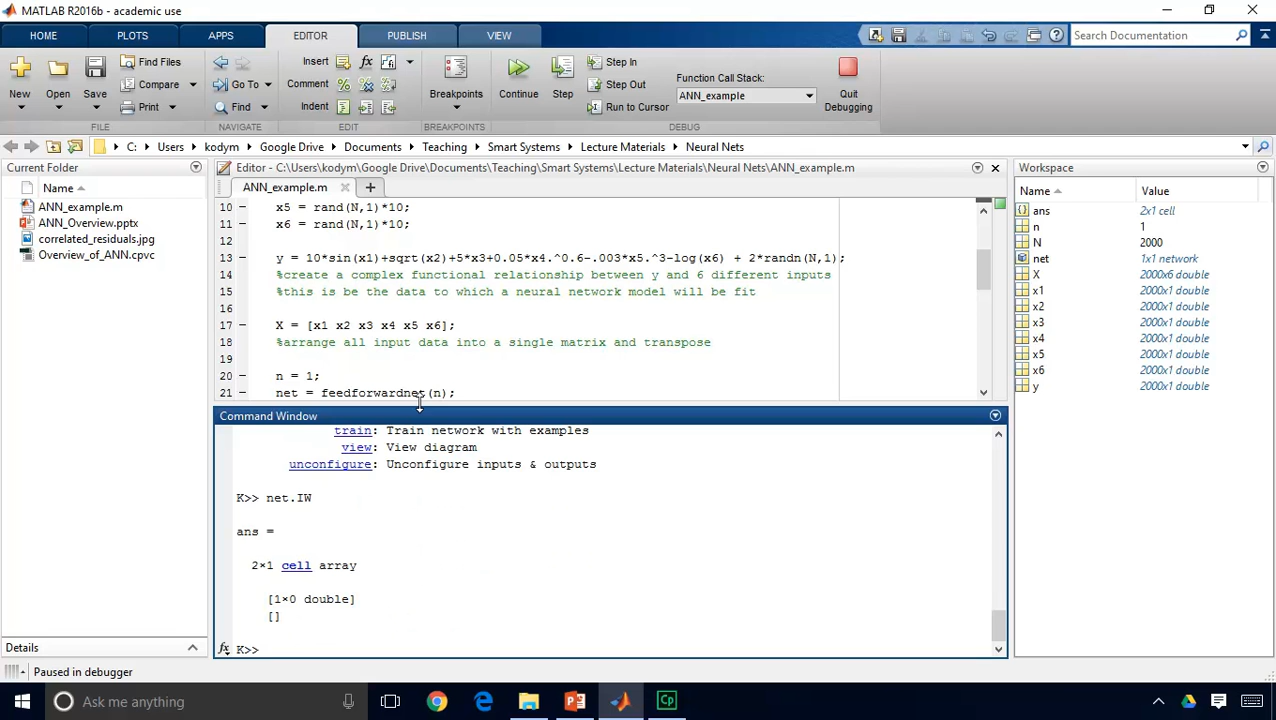 MATLAB R2016b - academic use
HOME PLOTS APPS EDITOR PUBLISH VIEW Search Documentation
New Open Save Find Files Compare Print
Go To Find
Insert Comment Indent
Breakpoints
Continue Step Step In Step Out Run to Cursor
Function Call Stack:
ANN_example
Quit Debugging
FILE NAVIGATE EDIT BREAKPOINTS DEBUG
C: Users kodym Google Drive Documents Teaching Smart Systems Lecture Materials Neural Nets
Current Folder
Name
ANN_example.m
ANN_Overview.pptx
correlated_residuals.jpg
Overview_of_ANN.cpvc
Details
Editor - C:\Users\kodym\Google Drive\Documents\Teaching\Smart Systems\Lecture Materials\Neural Nets\ANN_example.m
ANN_example.m
10 - x5 = rand(N,1)*10;
11 - x6 = rand(N,1)*10;
12
13 - y = 10*sin(x1)+sqrt(x2)+5*x3+0.05*x4.^0.6-.003*x5.^3-log(x6) + 2*randn(N,1);
14 - %create a complex functional relationship between y and 6 different inputs
15 - %this is be the data to which a neural network model will be fit
16
17 - X = [x1 x2 x3 x4 x5 x6];
18 - %arrange all input data into a single matrix and transpose
19
20 - n = 1;
21 - net = feedforwardnet(n);
Command Window
train: Train network with examples
view: View diagram
unconfigure: Unconfigure inputs & outputs
K>> net.IW
ans =
2×1 cell array
[1×0 double]
[]
fx K>>
Workspace
Name Value
ans 2x1 cell
n 1
N 2000
net 1x1 network
X 2000x6 double
x1 2000x1 double
x2 2000x1 double
x3 2000x1 double
x4 2000x1 double
x5 2000x1 double
x6 2000x1 double
y 2000x1 double
Paused in debugger
Ask me anything